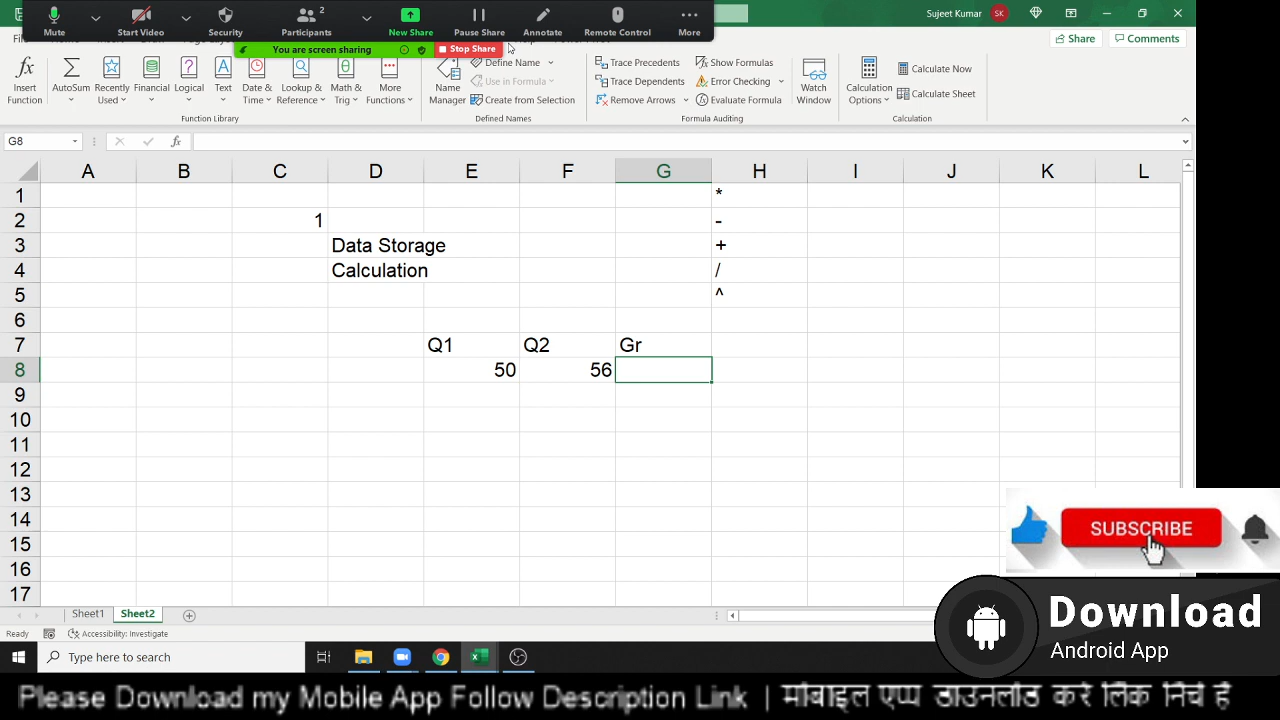 Sujeet Kumar SK
Mute Start Video Security Participants 2 New Share Pause Share Annotate Remote Control More
You are screen sharing Stop Share
Share Comments
Insert Function
AutoSum
Recently Used
Financial
Logical
Text
Date & Time
Lookup & Reference
Math & Trig
More Functions
Function Library
Name Manager
Define Name
Use in Formula
Create from Selection
Defined Names
Trace Precedents
Trace Dependents
Remove Arrows
Show Formulas
Error Checking
Evaluate Formula
Formula Auditing
Watch Window
Calculation Options
Calculate Now
Calculate Sheet
Calculation
G8 fx
A B C D E F G H I J K L
1 *
2 1 -
3 Data Storage +
4 Calculation /
5 ^
6
7 Q1 Q2 Gr
8 50 56
9
10
11
12
13
14
15
16
17
SUBSCRIBE
Sheet1 Sheet2
Ready Accessibility: Investigate
Download
Android App
Type here to search
Please Download my Mobile App Follow Description Link | मोबाइल एप्प डाउनलोड करे लिंक निचे है